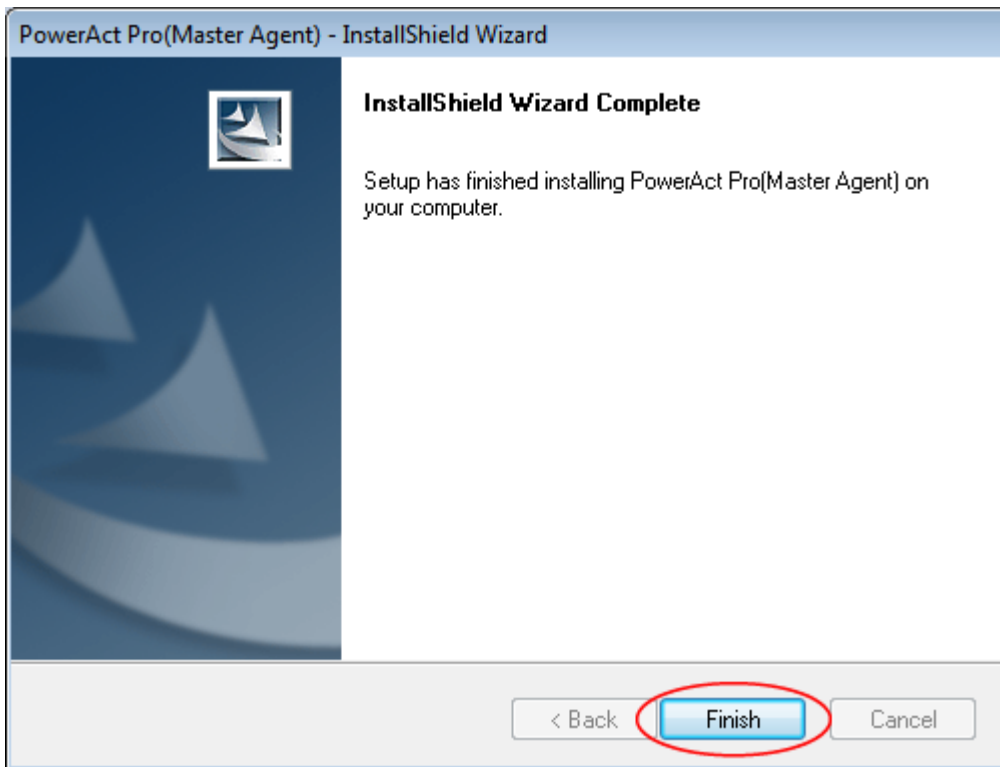 PowerAct Pro(Master Agent) - InstallShield Wizard
InstallShield Wizard Complete
Setup has finished installing PowerAct Pro(Master Agent) on
your computer.
< Back
Finish
Cancel